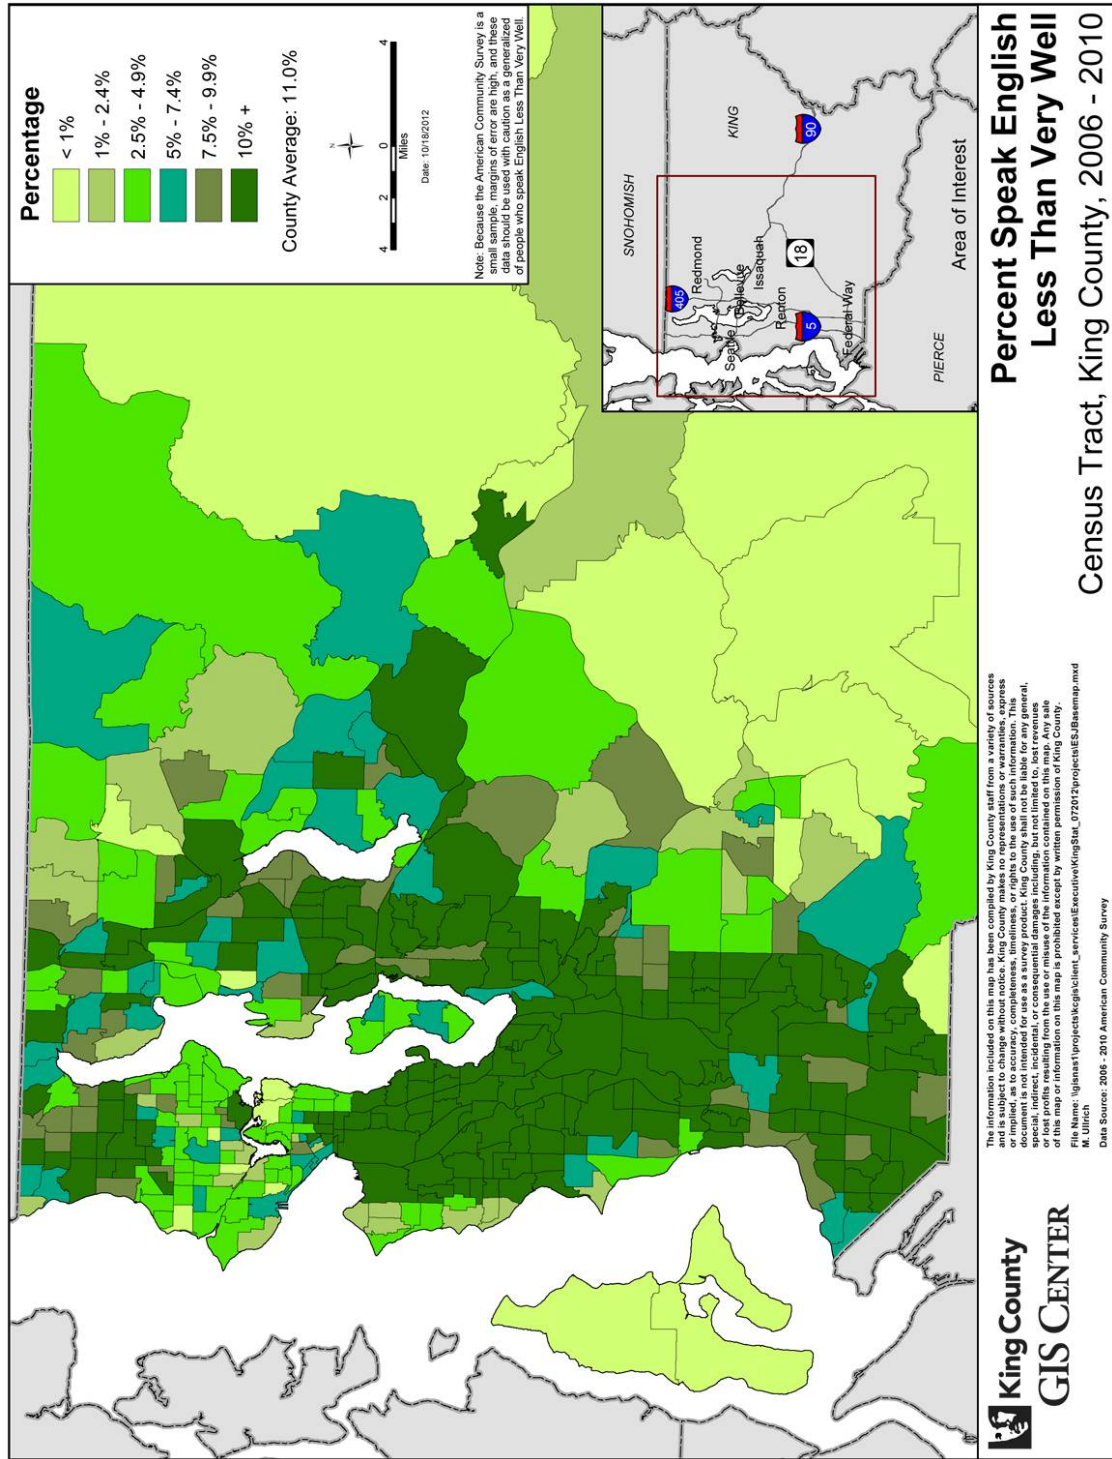 Percentage
< 1%
1% - 2.4%
2.5% - 4.9%
5% - 7.4%
7.5% - 9.9%
10% +
County Average: 11.0%
N
4 2 0 4
Miles
Date: 10/18/2012
Note: Because the American Community Survey is a
small sample, margins of error are high, and these
data should be used with caution as a generalized
of people who speak English Less Than Very Well.
SNOHOMISH
KING
PIERCE
405
Redmond
Seattle
Bellevue
Issaquah
90
Renton
5
18
Federal Way
Area of Interest
Percent Speak English
Less Than Very Well
Census Tract, King County, 2006 - 2010
King County
GIS CENTER
The information included on this map has been compiled by King County staff from a variety of sources
and is subject to change without notice. King County makes no representations or warranties, express
or implied, as to accuracy, completeness, timeliness, or rights to the use of such information. This
document is not intended for use as a survey product. King County shall not be liable for any general,
special, indirect, incidental, or consequential damages including, but not limited to, lost revenues
or lost profits resulting from the use or misuse of the information contained on this map. Any sale
of this map or information on this map is prohibited except by written permission of King County.
File Name: \\gisnas1\projects\kcgis\client_services\Executive\KingStat_072012\projects\ESJBasemap.mxd
M. Ullrich
Data Source: 2006 - 2010 American Community Survey